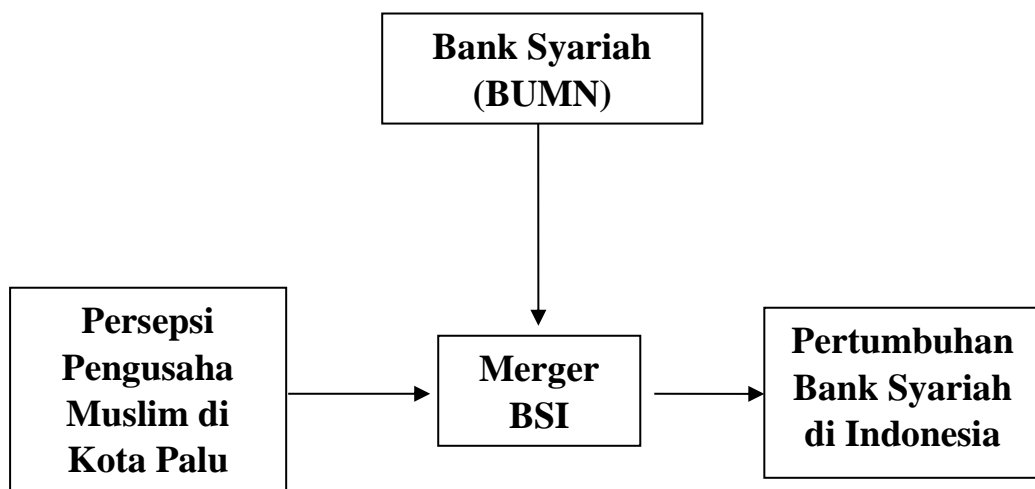 Bank Syariah
(BUMN)
Persepsi
Pengusaha
Muslim di
Kota Palu
Merger
BSI
Pertumbuhan
Bank Syariah
di Indonesia